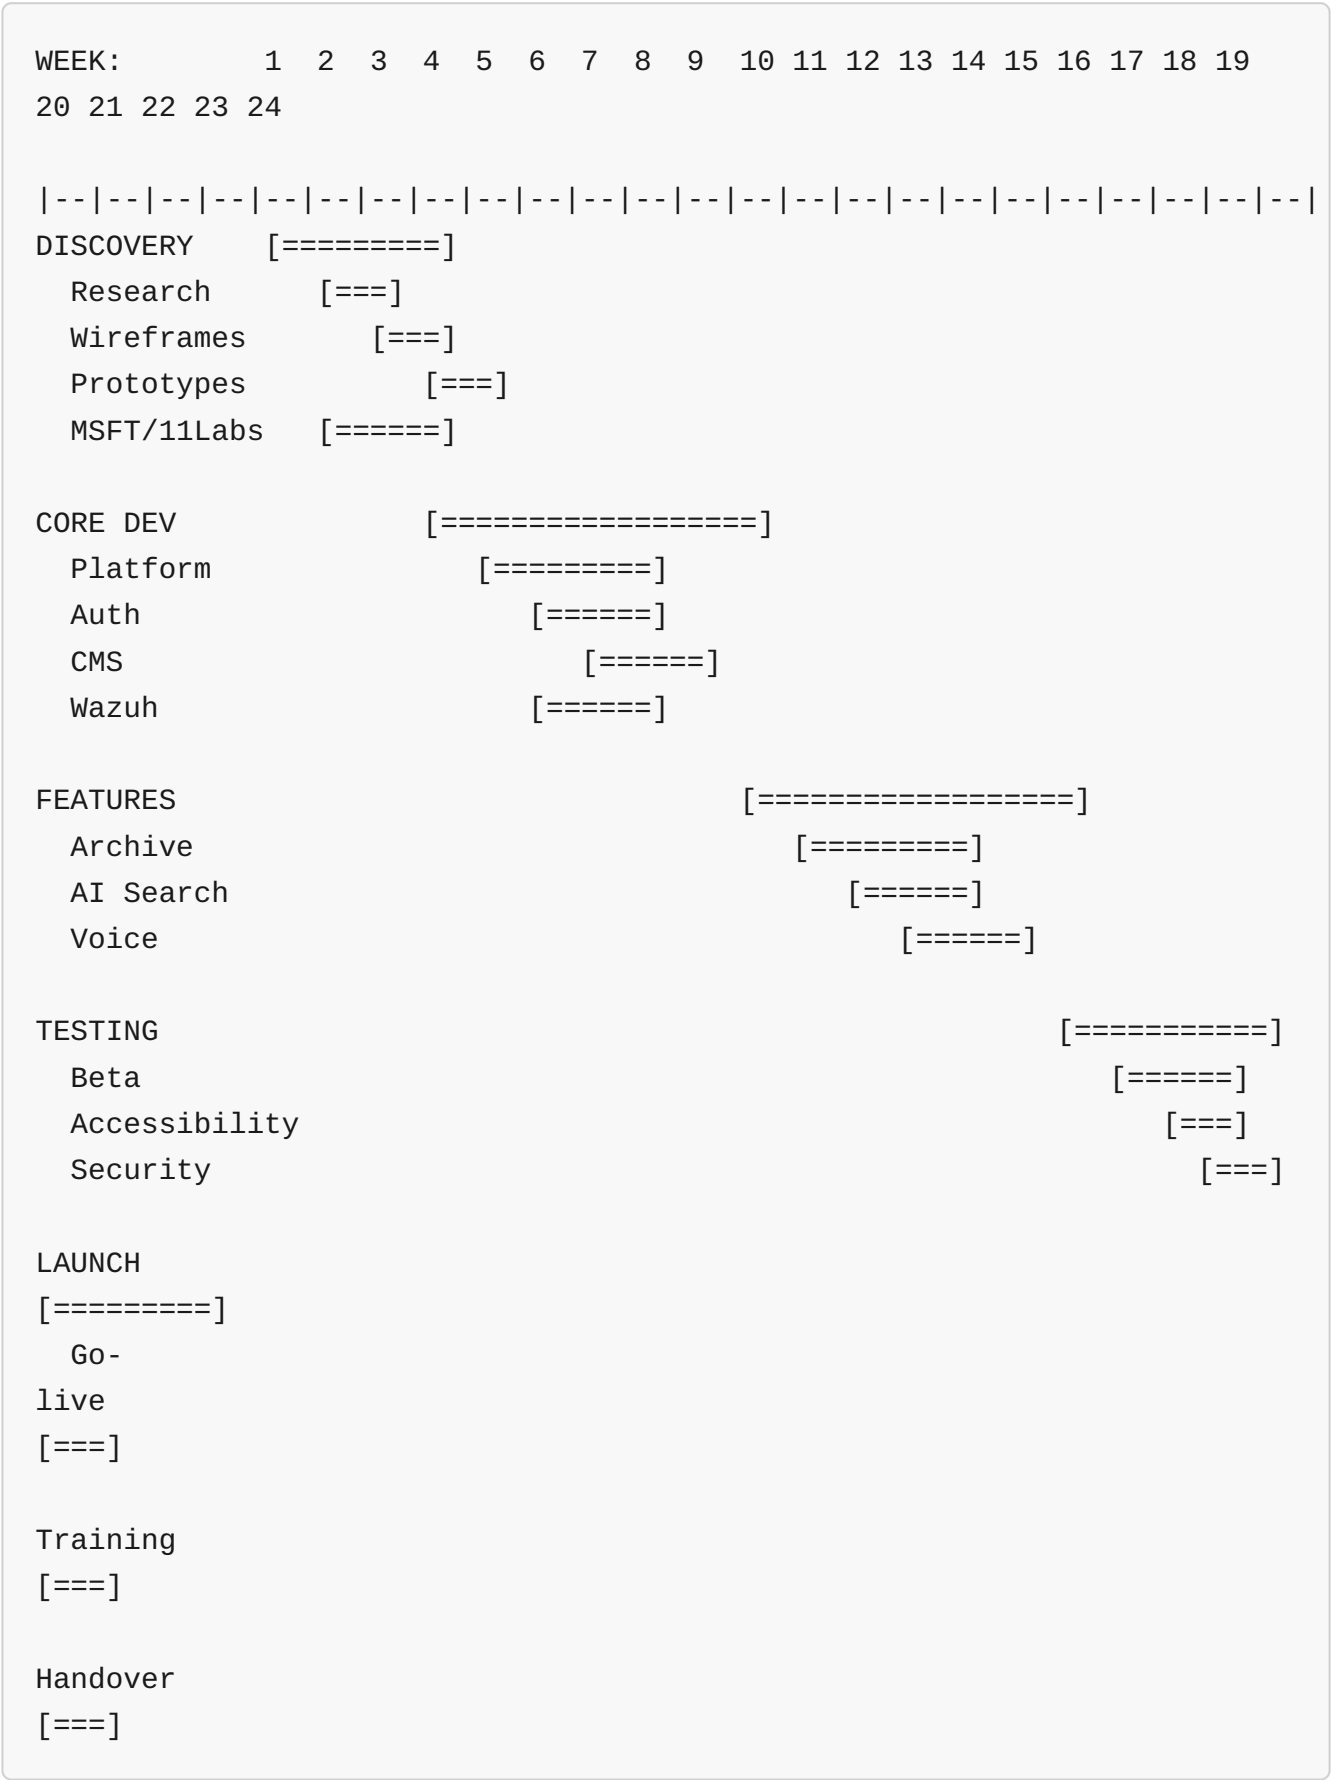 WEEK:        1  2  3  4  5  6  7  8  9  10 11 12 13 14 15 16 17 18 19
20 21 22 23 24
|--|--|--|--|--|--|--|--|--|--|--|--|--|--|--|--|--|--|--|--|--|--|--|--|
DISCOVERY    [=========]
  Research      [===]
  Wireframes       [===]
  Prototypes          [===]
  MSFT/11Labs   [======]
CORE DEV              [==================]
  Platform               [=========]
  Auth                      [======]
  CMS                          [======]
  Wazuh                     [======]
FEATURES                                [==================]
  Archive                                  [=========]
  AI Search                                   [======]
  Voice                                          [======]
TESTING                                                   [===========]
  Beta                                                       [======]
  Accessibility                                                 [===]
  Security                                                        [===]
LAUNCH
[=========]
  Go-
live
[===]
Training
[===]
Handover
[===]